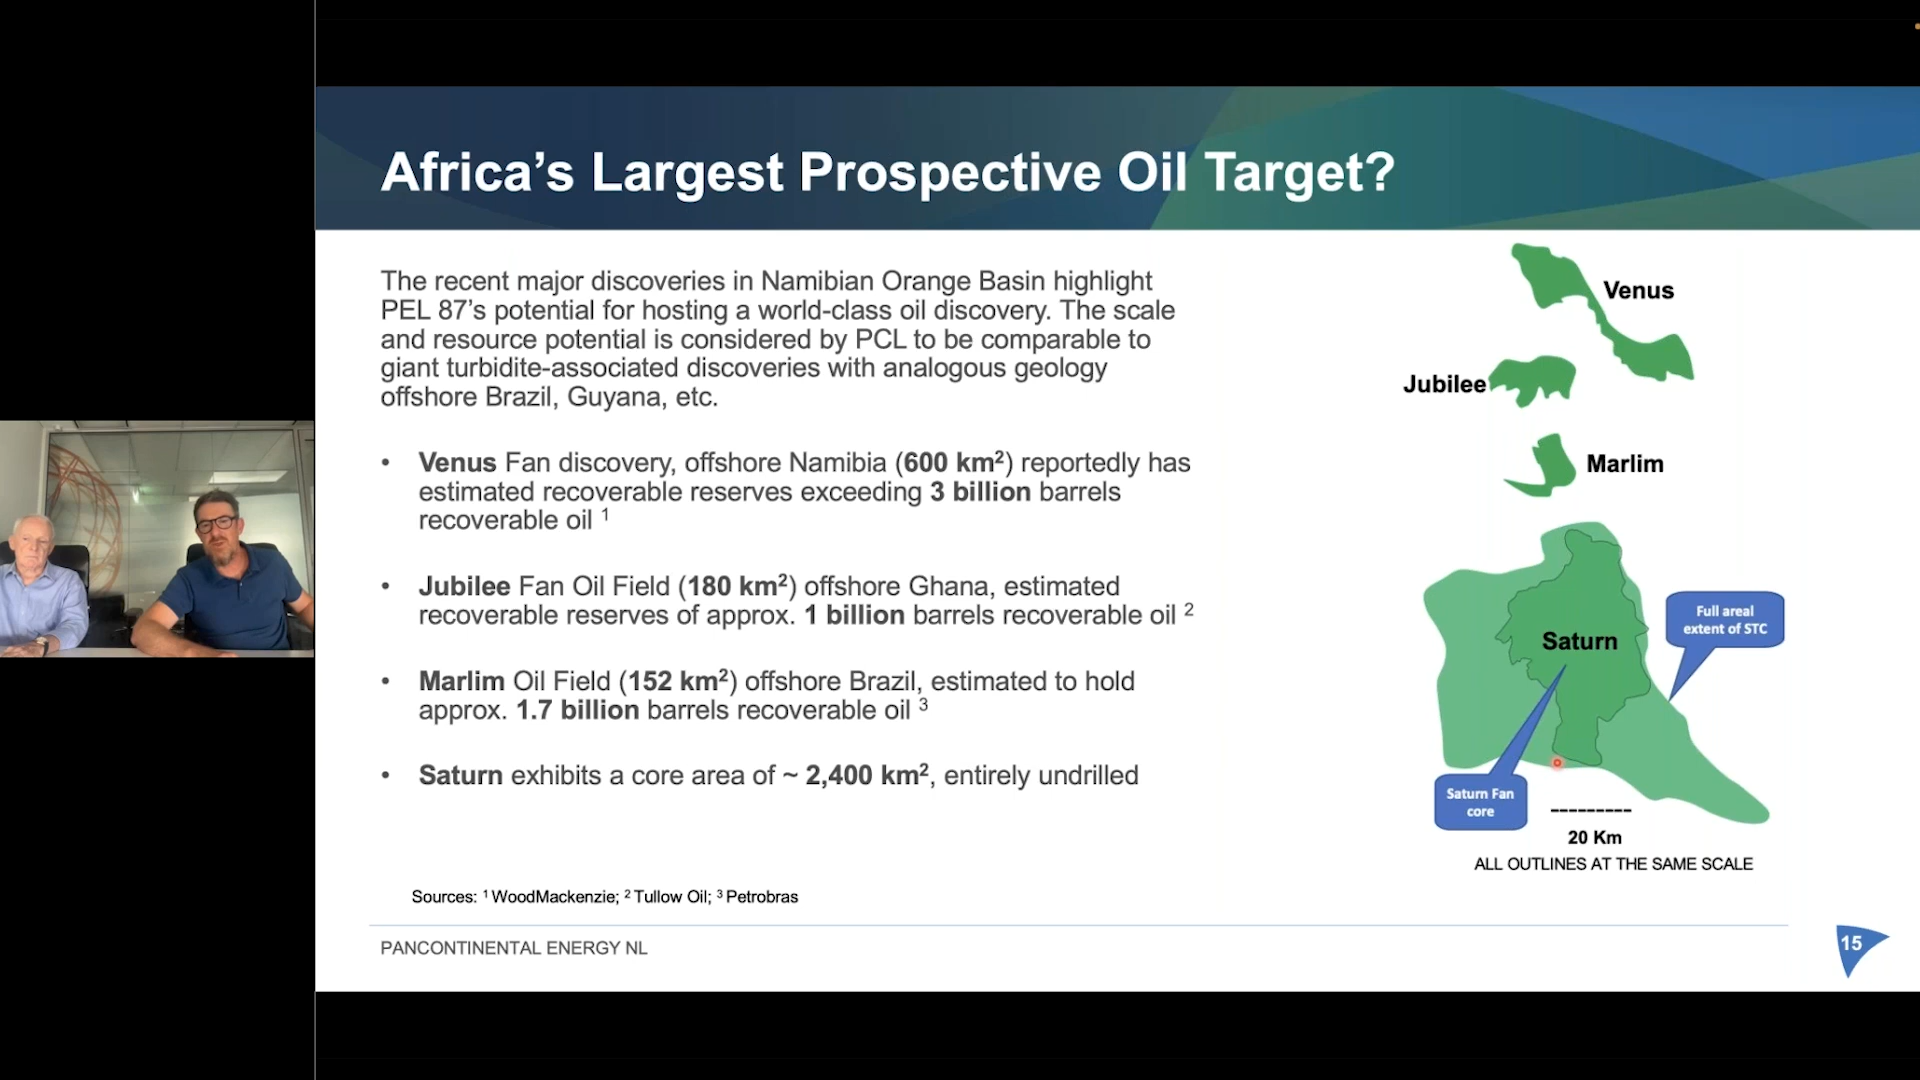 Africa’s Largest Prospective Oil Target?
The recent major discoveries in Namibian Orange Basin highlight
PEL 87’s potential for hosting a world-class oil discovery. The scale
and resource potential is considered by PCL to be comparable to
giant turbidite-associated discoveries with analogous geology
offshore Brazil, Guyana, etc.
• Venus Fan discovery, offshore Namibia (600 km²) reportedly has
estimated recoverable reserves exceeding 3 billion barrels
recoverable oil ¹
• Jubilee Fan Oil Field (180 km²) offshore Ghana, estimated
recoverable reserves of approx. 1 billion barrels recoverable oil ²
• Marlim Oil Field (152 km²) offshore Brazil, estimated to hold
approx. 1.7 billion barrels recoverable oil ³
• Saturn exhibits a core area of ~ 2,400 km², entirely undrilled
Sources: ¹ WoodMackenzie; ² Tullow Oil; ³ Petrobras
Venus
Jubilee
Marlim
Full areal
extent of STC
Saturn
Saturn Fan
core
20 Km
ALL OUTLINES AT THE SAME SCALE
PANCONTINENTAL ENERGY NL
15